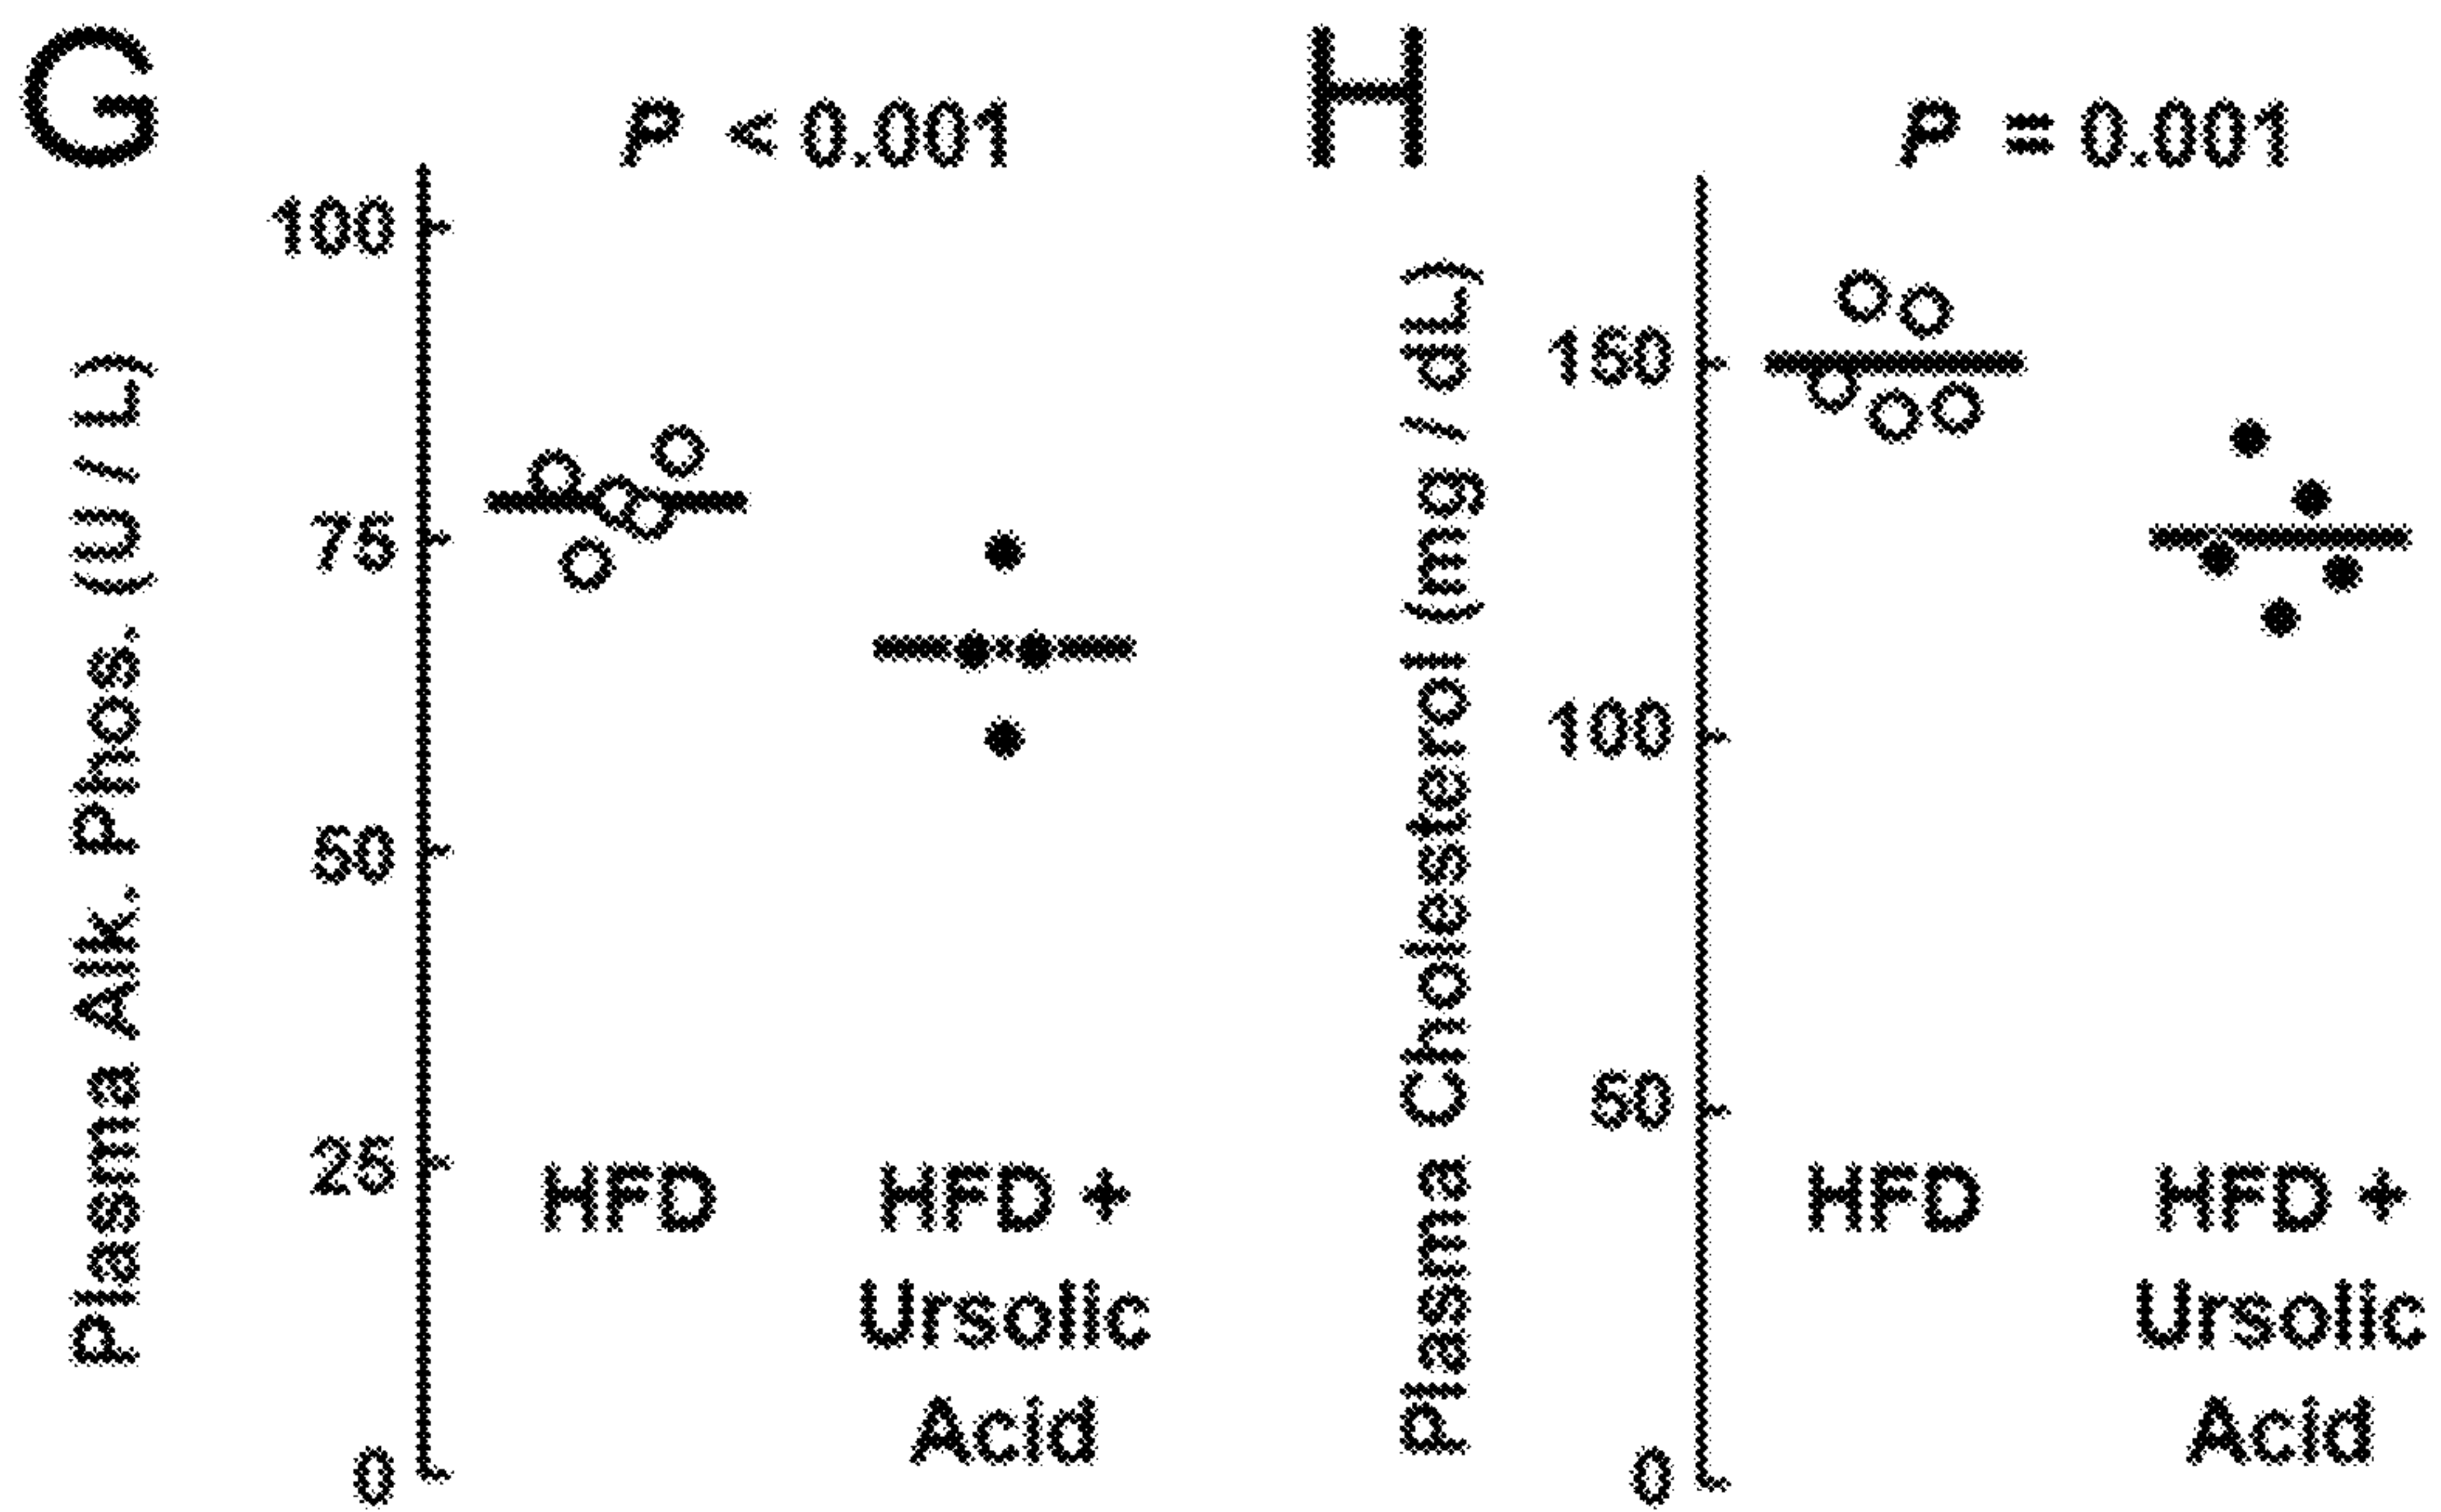 G
P < 0.001
Plasma Alk. Phos. (U / L)
100
75
50
25
0
HFD
HFD +
Ursolic
Acid
H
P = 0.001
Plasma Cholesterol (mg / dL)
150
100
50
0
HFD
HFD +
Ursolic
Acid